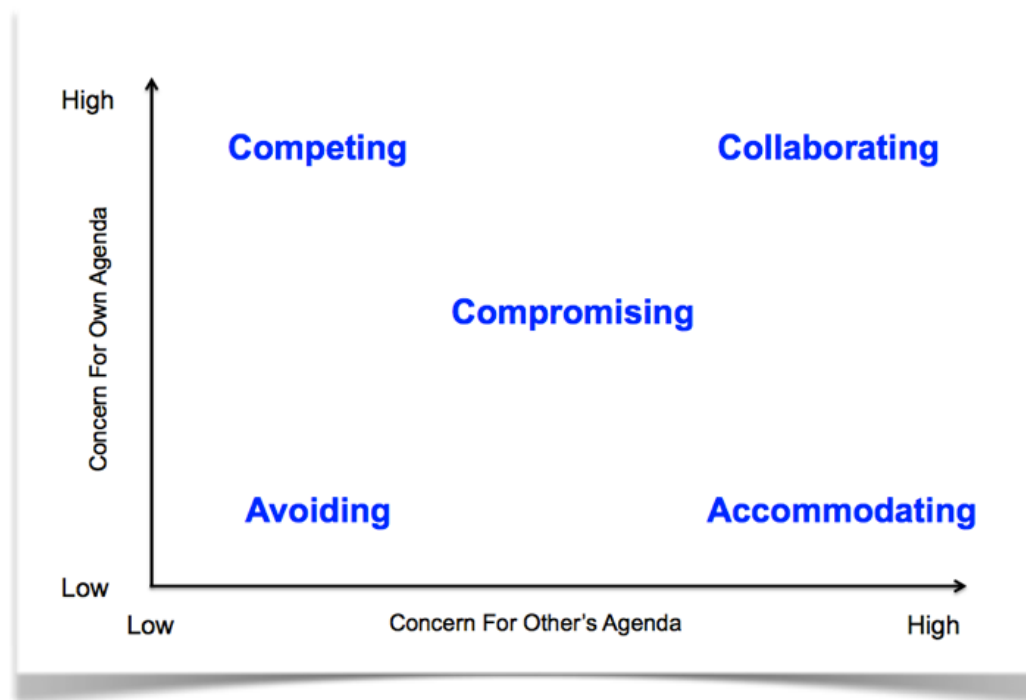 High
Competing
Collaborating
Concern For Own Agenda
Compromising
Avoiding
Accommodating
Low
Low
Concern For Other's Agenda
High